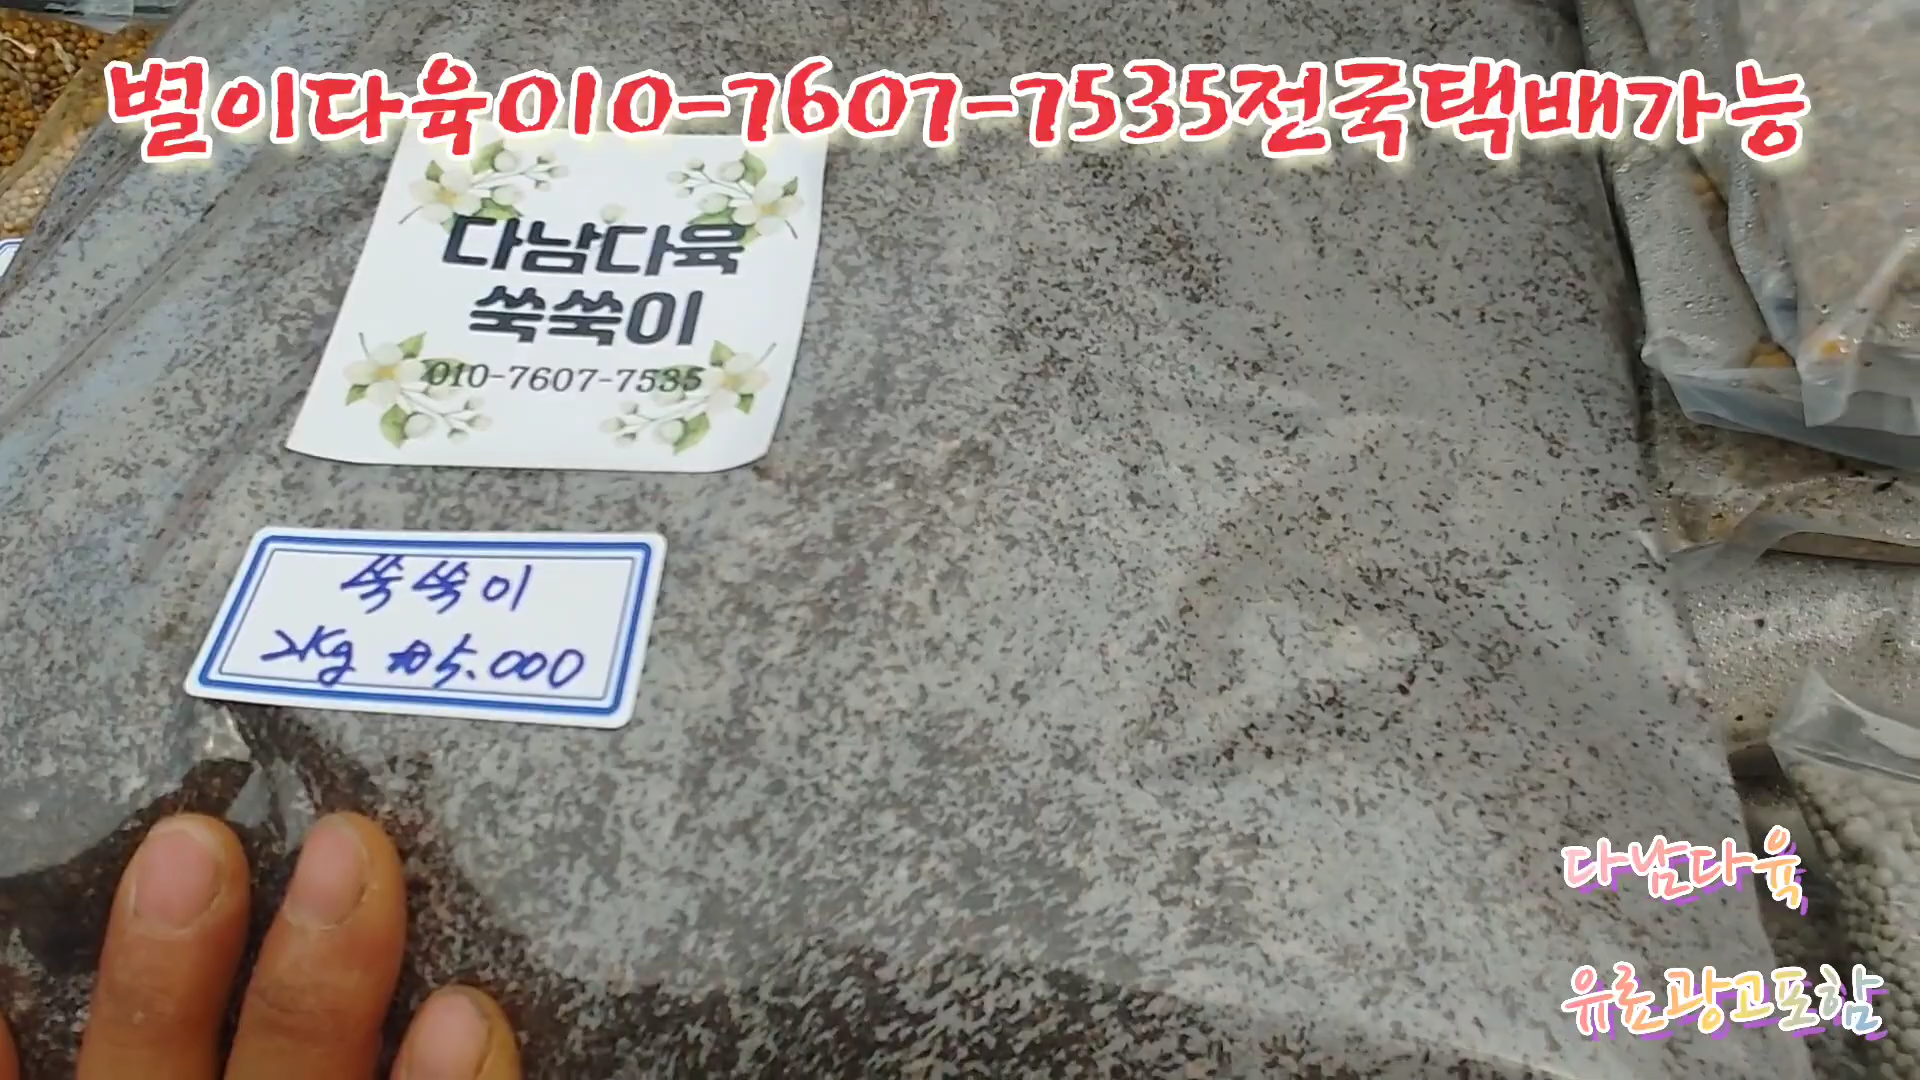 별이다육010-7607-7535전국택배가능
다남다육
쑥쑥이
010-7607-7535
쑥쑥이
2Kg ₩5.000
다남다육
유료광고포함